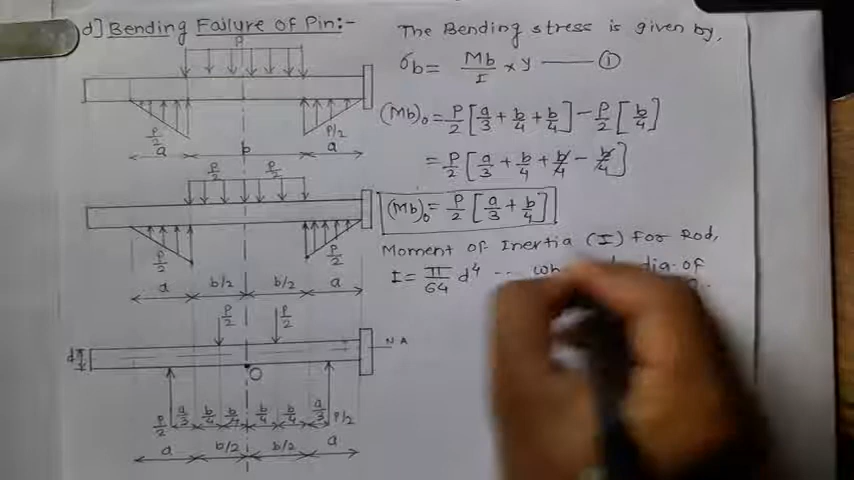 d] Bending Failure of Pin:-
P
P/2
P/2
a
b
a
P/2
P/2
P/2
P/2
a
b/2
b/2
a
P/2
P/2
d
N A
O
P/2
a/3
b/4
b/4
b/4
b/4
a/3
P/2
a
b/2
b/2
a
The Bending stress is given by,
σb = Mb/I × y —— ①
(Mb)o = P/2 [a/3 + b/4 + b/4] - P/2 [b/4]
= P/2 [a/3 + b/4 + b/4 - b/4]
(Mb)o = P/2 [a/3 + b/4]
Moment of Inertia (I) For Rod,
I = π/64 d⁴ -- dia. of